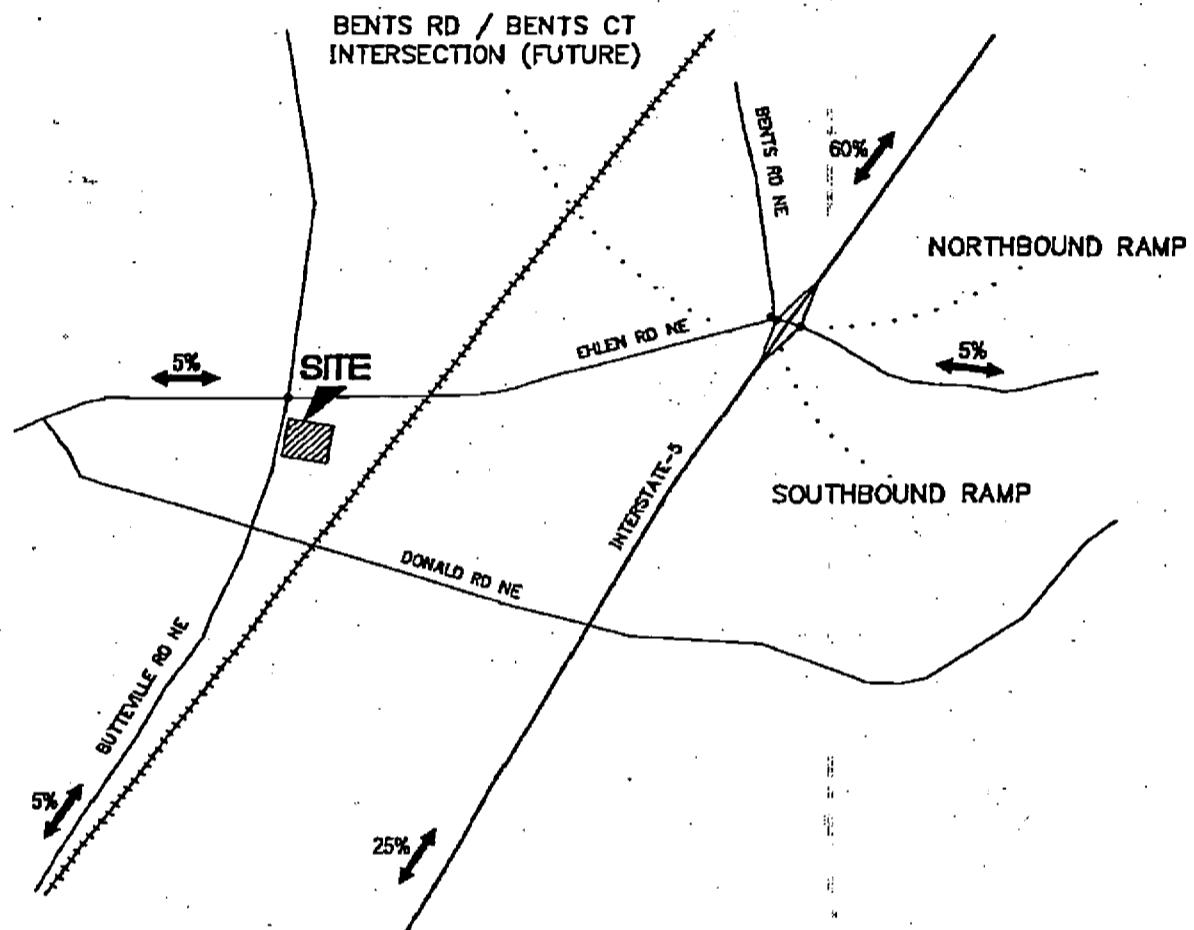 BENTS RD / BENTS CT
INTERSECTION (FUTURE)
BENTS RD NE
60%
NORTHBOUND RAMP
EHLEN RD NE
5%
SITE
5%
INTERSTATE-5
SOUTHBOUND RAMP
DONALD RD NE
BUTTEVILLE RD NE
5%
25%